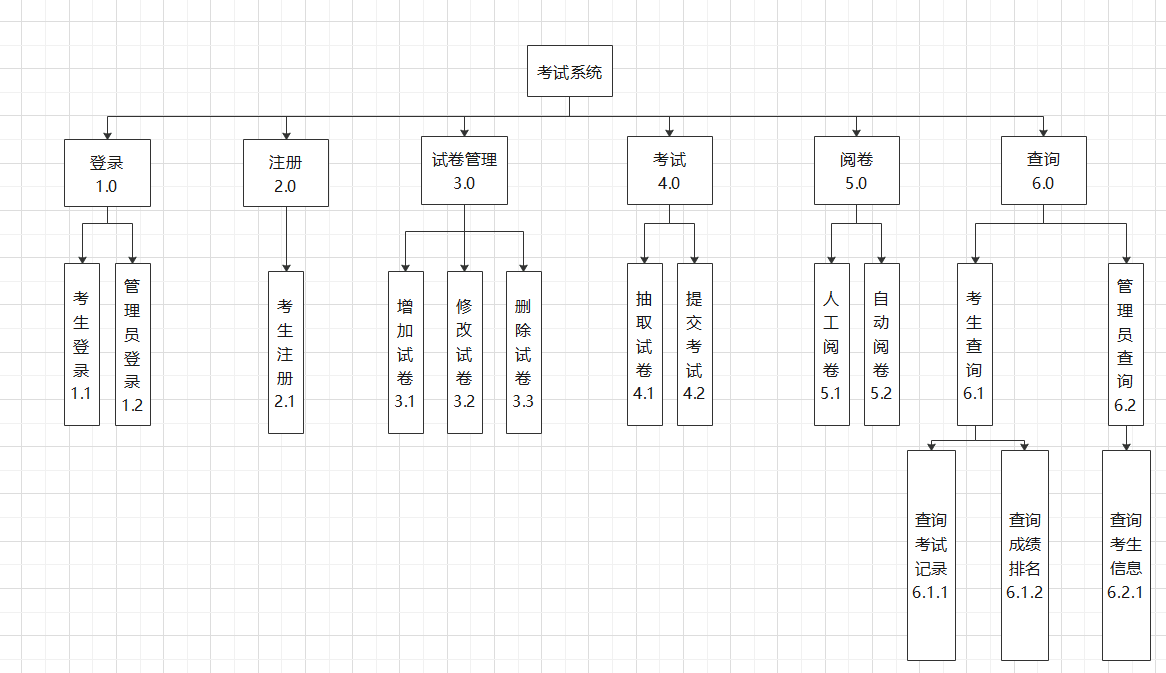 考试系统
登录
1.0
注册
2.0
试卷管理
3.0
考试
4.0
阅卷
5.0
查询
6.0
考生登录
1.1
管理员登录
1.2
考生注册
2.1
增加试卷
3.1
修改试卷
3.2
删除试卷
3.3
抽取试卷
4.1
提交考试
4.2
人工阅卷
5.1
自动阅卷
5.2
考生查询
6.1
管理员查询
6.2
查询
考试
记录
6.1.1
查询
成绩
排名
6.1.2
查询
考生
信息
6.2.1